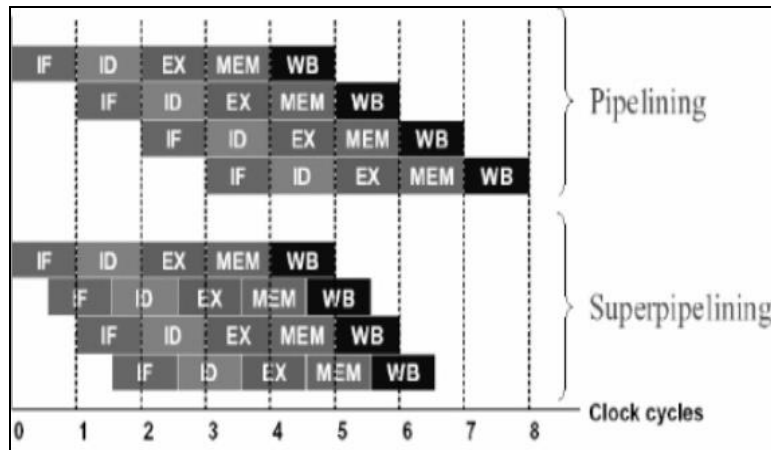 IF ID EX MEM WB
IF ID EX MEM WB
IF ID EX MEM WB
IF ID EX MEM WB
Pipelining
IF ID EX MEM WB
IF ID EX MEM WB
IF ID EX MEM WB
IF ID EX MEM WB
Superpipelining
Clock cycles
0 1 2 3 4 5 6 7 8